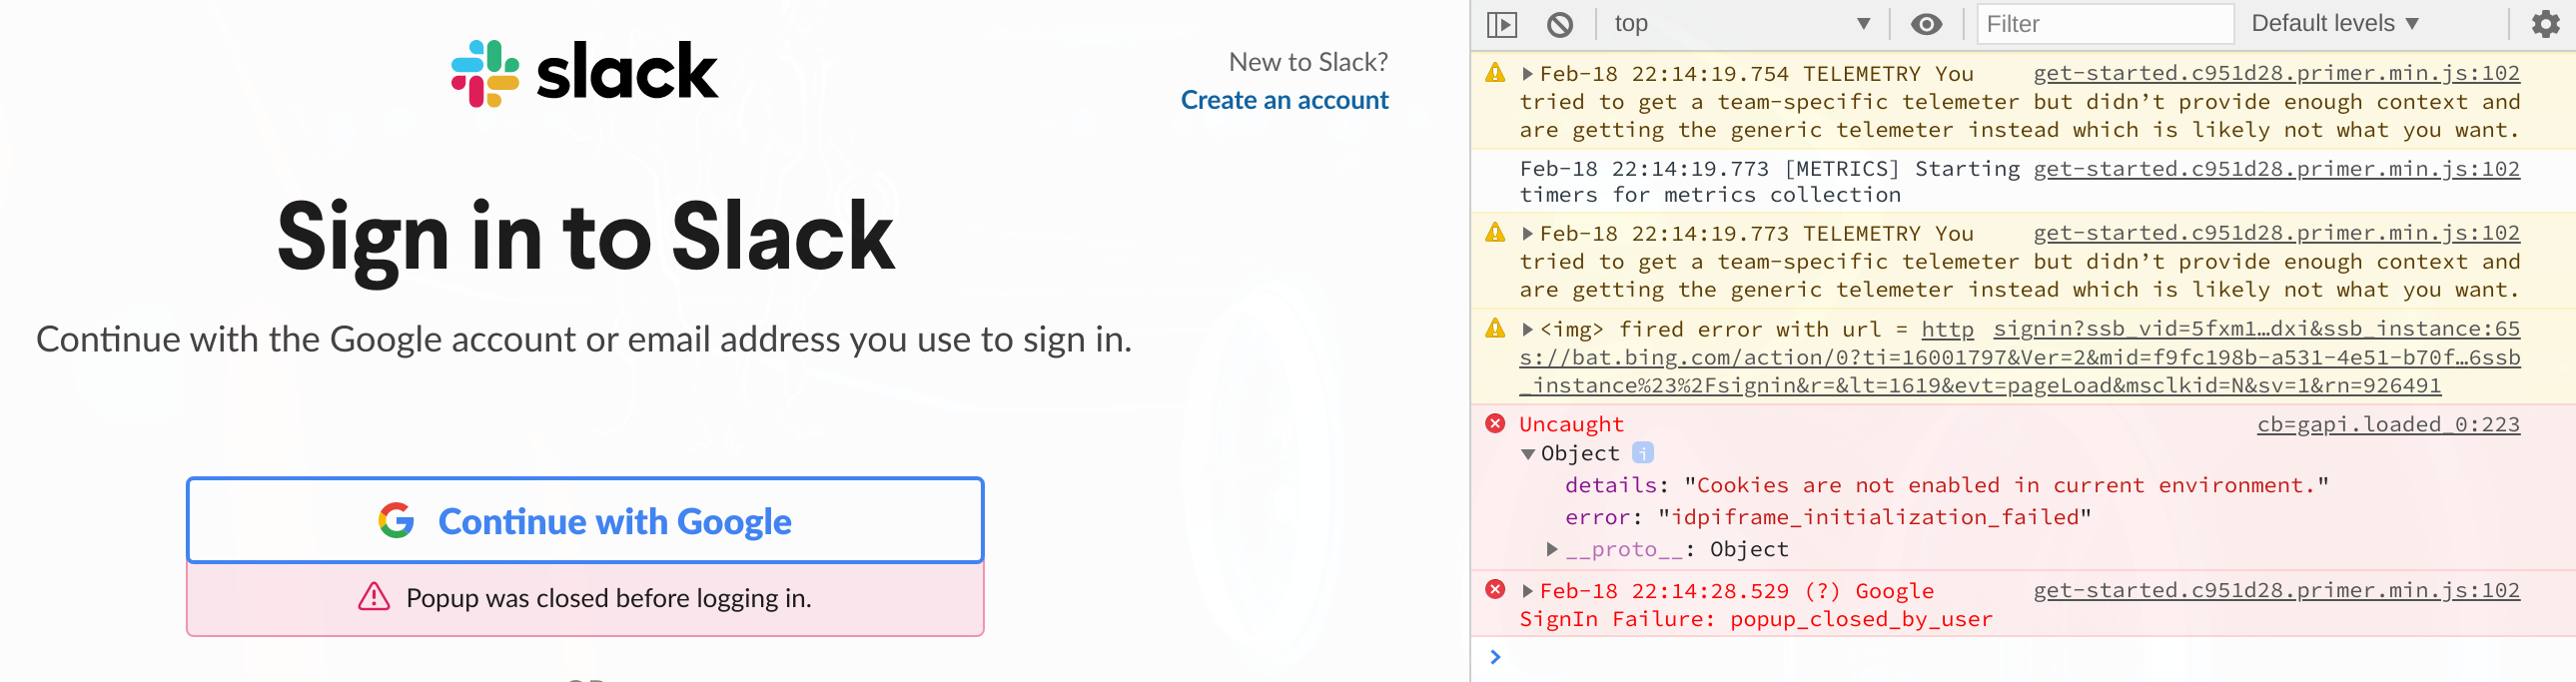 slack
New to Slack?
Create an account
Sign in to Slack
Continue with the Google account or email address you use to sign in.
Continue with Google
Popup was closed before logging in.
top
Filter
Default levels
Feb-18 22:14:19.754 TELEMETRY You get-started.c951d28.primer.min.js:102
tried to get a team-specific telemeter but didn’t provide enough context and
are getting the generic telemeter instead which is likely not what you want.
Feb-18 22:14:19.773 [METRICS] Starting get-started.c951d28.primer.min.js:102
timers for metrics collection
Feb-18 22:14:19.773 TELEMETRY You get-started.c951d28.primer.min.js:102
tried to get a team-specific telemeter but didn’t provide enough context and
are getting the generic telemeter instead which is likely not what you want.
<img> fired error with url = http signin?ssb_vid=5fxm1…dxi&ssb_instance:65
s://bat.bing.com/action/0?ti=16001797&Ver=2&mid=f9fc198b-a531-4e51-b70f…6ssb
_instance%23%2Fsignin&r=&lt=1619&evt=pageLoad&msclkid=N&sv=1&rn=926491
Uncaught cb=gapi.loaded_0:223
Object i
details: "Cookies are not enabled in current environment."
error: "idpiframe_initialization_failed"
__proto__: Object
Feb-18 22:14:28.529 (?) Google get-started.c951d28.primer.min.js:102
SignIn Failure: popup_closed_by_user